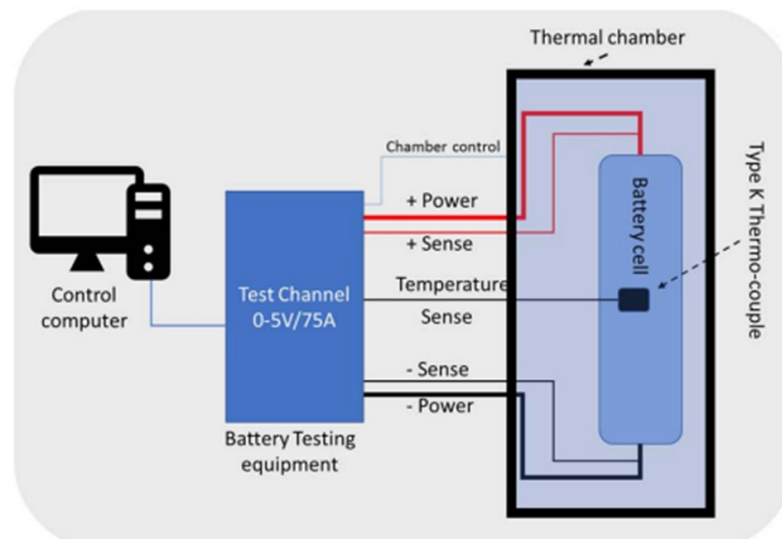 Thermal chamber
Chamber control
+ Power
+ Sense
Temperature
Sense
- Sense
- Power
Control
computer
Test Channel
0-5V/75A
Battery Testing
equipment
Battery cell
Type K Thermo-couple